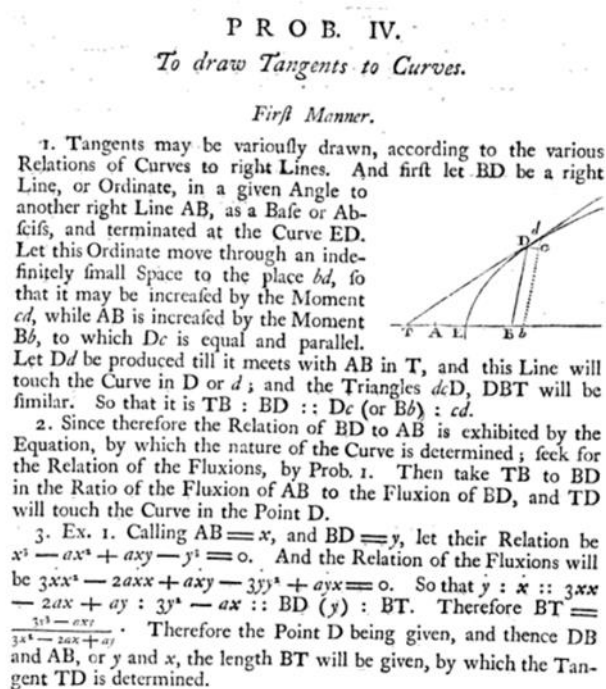 PROB. IV.
To draw Tangents to Curves.
Firſt Manner.
1. Tangents may be variouſly drawn, according to the various
Relations of Curves to right Lines. And firſt let BD be a right
Line, or Ordinate, in a given Angle to
another right Line AB, as a Baſe or Ab-
ſciſs, and terminated at the Curve ED.
Let this Ordinate move through an inde-
finitely ſmall Space to the place bd, ſo
that it may be increaſed by the Moment
cd, while AB is increaſed by the Moment
Bb, to which Dc is equal and parallel.
Let Dd be produced till it meets with AB in T, and this Line will
touch the Curve in D or d; and the Triangles dcD, DBT will be
ſimilar. So that it is TB : BD :: Dc (or Bb) : cd.
2. Since therefore the Relation of BD to AB is exhibited by the
Equation, by which the nature of the Curve is determined; ſeek for
the Relation of the Fluxions, by Prob. 1. Then take TB to BD
in the Ratio of the Fluxion of AB to the Fluxion of BD, and TD
will touch the Curve in the Point D.
3. Ex. 1. Calling AB = x, and BD = y, let their Relation be
x³ — ax² + axy — y³ = 0. And the Relation of the Fluxions will
be 3ẋx² — 2aẋx + aẋy — 3ẏy² + aẏx = 0. So that ẏ : ẋ :: 3xx
— 2ax + ay : 3y² — ax :: BD (y) : BT. Therefore BT =
3y³ — axy
3x² — 2ax + ay . Therefore the Point D being given, and thence DB
and AB, or y and x, the length BT will be given, by which the Tan-
gent TD is determined.
d
D c
T A E B b